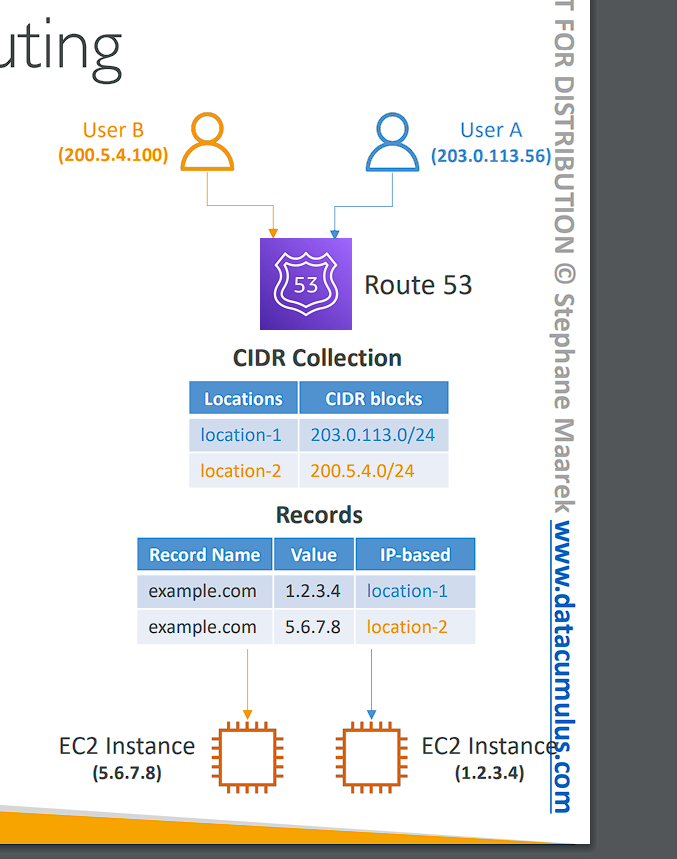 uting
User B
(200.5.4.100)
User A
(203.0.113.56)
53
Route 53
CIDR Collection
Locations CIDR blocks
location-1 203.0.113.0/24
location-2 200.5.4.0/24
Records
Record Name Value IP-based
example.com 1.2.3.4 location-1
example.com 5.6.7.8 location-2
EC2 Instance
(5.6.7.8)
EC2 Instance
(1.2.3.4)
T FOR DISTRIBUTION © Stephane Maarek www.datacumulus.com